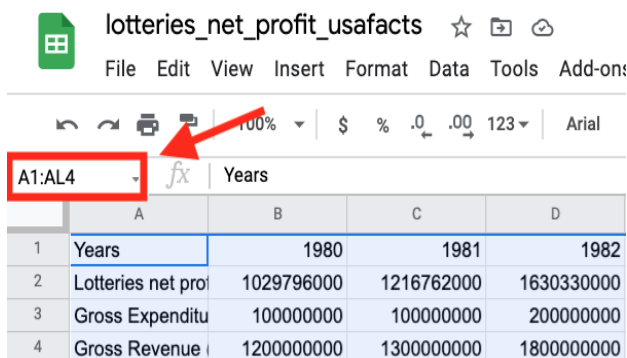 lotteries_net_profit_usafacts
File Edit View Insert Format Data Tools Add-ons
100% $ % .0 .00 123 Arial
A1:AL4 fx Years
A B C D
1 Years 1980 1981 1982
2 Lotteries net prof 1029796000 1216762000 1630330000
3 Gross Expenditu 100000000 100000000 200000000
4 Gross Revenue ( 1200000000 1300000000 1800000000